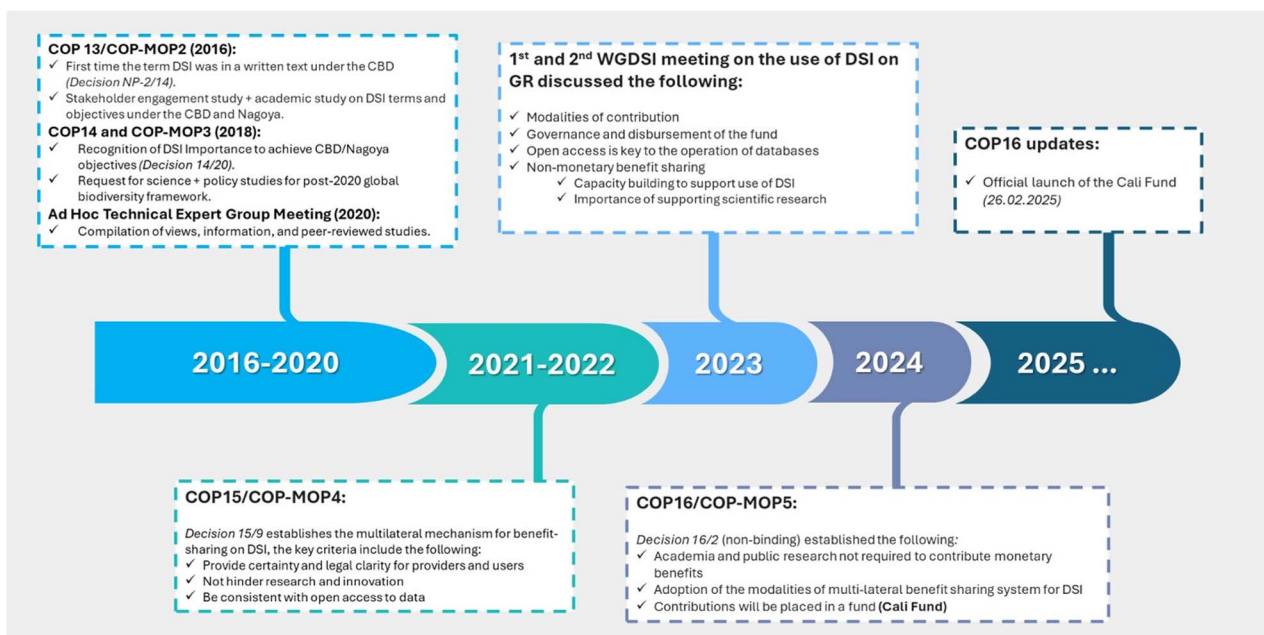 COP 13/COP-MOP2 (2016):
✓ First time the term DSI was in a written text under the CBD
(Decision NP-2/14).
✓ Stakeholder engagement study + academic study on DSI terms and
objectives under the CBD and Nagoya.
COP14 and COP-MOP3 (2018):
✓ Recognition of DSI Importance to achieve CBD/Nagoya
objectives (Decision 14/20).
✓ Request for science + policy studies for post-2020 global
biodiversity framework.
Ad Hoc Technical Expert Group Meeting (2020):
✓ Compilation of views, information, and peer-reviewed studies.
1st and 2nd WGDSI meeting on the use of DSI on
GR discussed the following:
✓ Modalities of contribution
✓ Governance and disbursement of the fund
✓ Open access is key to the operation of databases
✓ Non-monetary benefit sharing
✓ Capacity building to support use of DSI
✓ Importance of supporting scientific research
COP16 updates:
✓ Official launch of the Cali Fund
(26.02.2025)
2016-2020
2021-2022
2023
2024
2025 ...
COP15/COP-MOP4:
Decision 15/9 establishes the multilateral mechanism for benefit-
sharing on DSI, the key criteria include the following:
✓ Provide certainty and legal clarity for providers and users
✓ Not hinder research and innovation
✓ Be consistent with open access to data
COP16/COP-MOP5:
Decision 16/2 (non-binding) established the following:
✓ Academia and public research not required to contribute monetary
benefits
✓ Adoption of the modalities of multi-lateral benefit sharing system for DSI
✓ Contributions will be placed in a fund (Cali Fund)